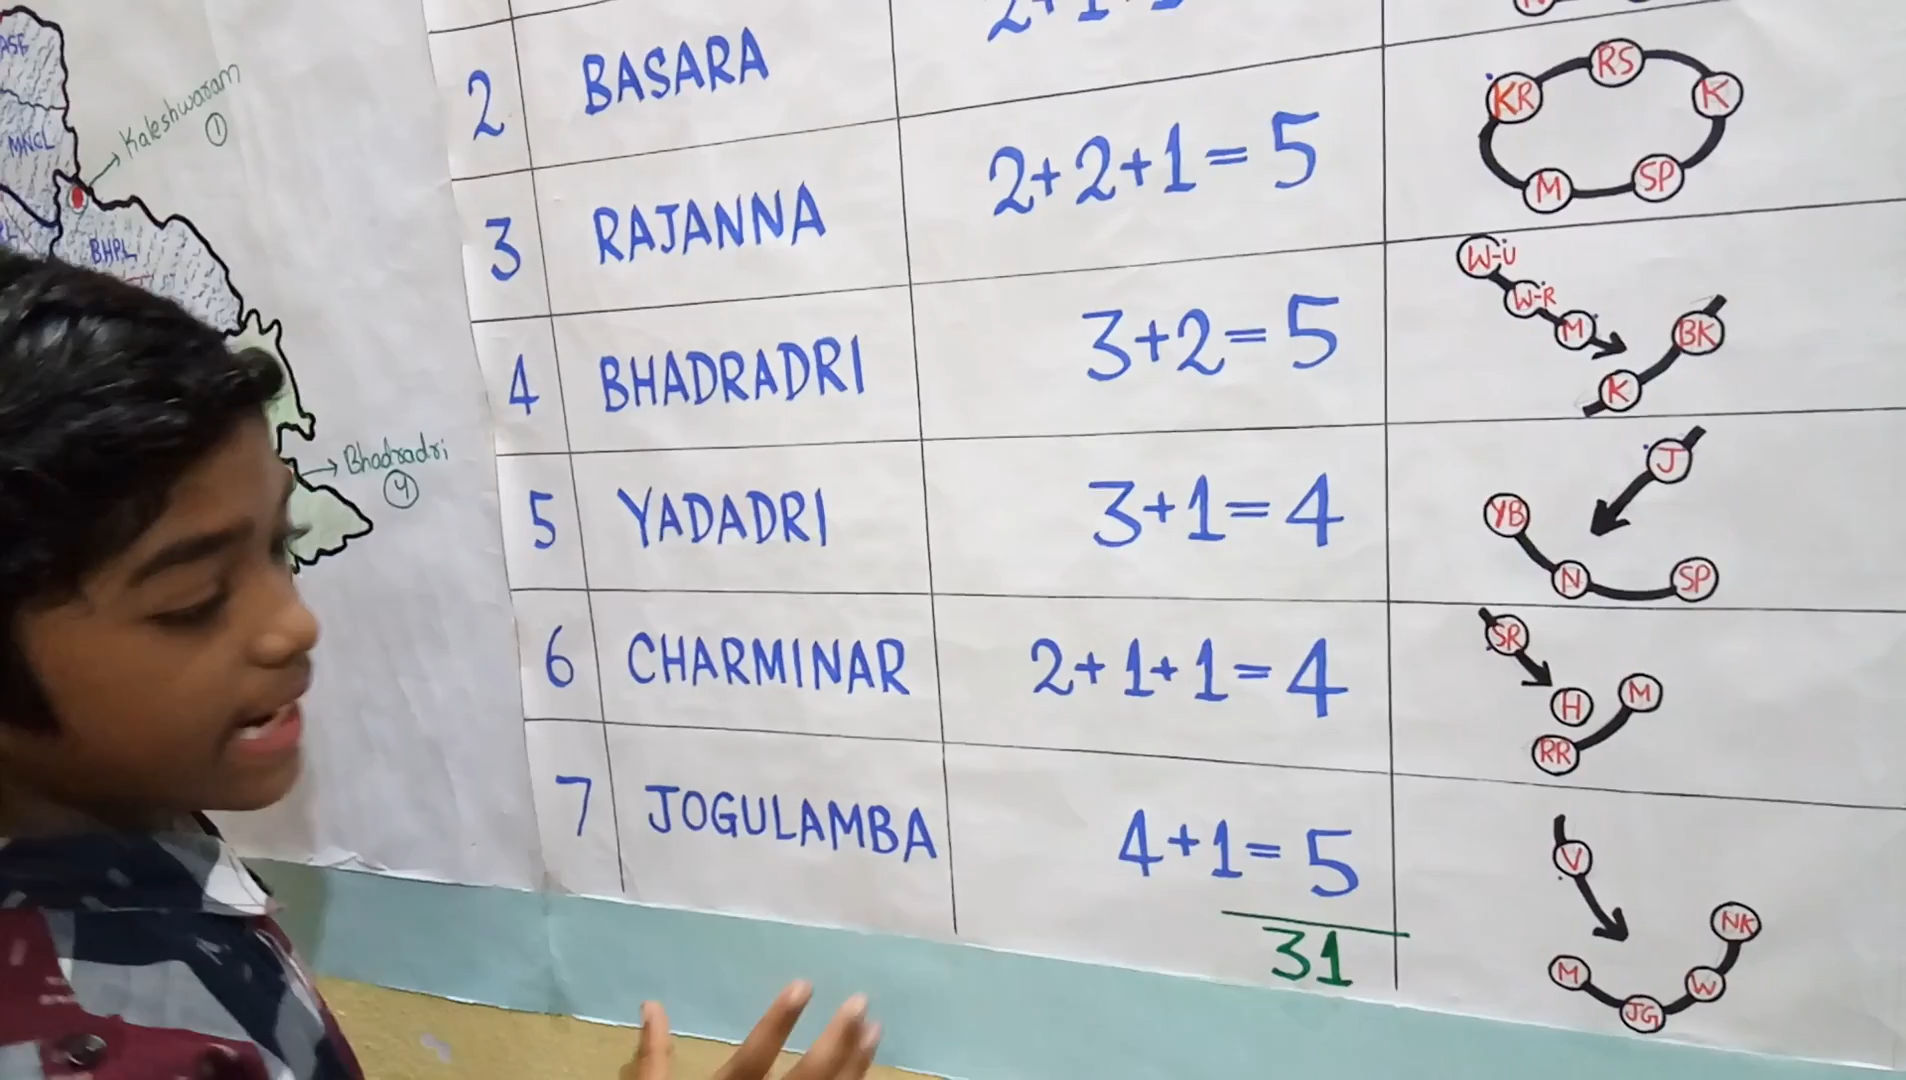 MNCL
Kaleshwaram
1
BHPL
Bhadradri
4
2 BASARA
3 RAJANNA 2+2+1=5
KR RS K SP M
4 BHADRADRI 3+2=5
W-U W-R M K BK
5 YADADRI 3+1=4
J YB N SP
6 CHARMINAR 2+1+1=4
SR H M RR
7 JOGULAMBA 4+1=5
V NK M W JG
31